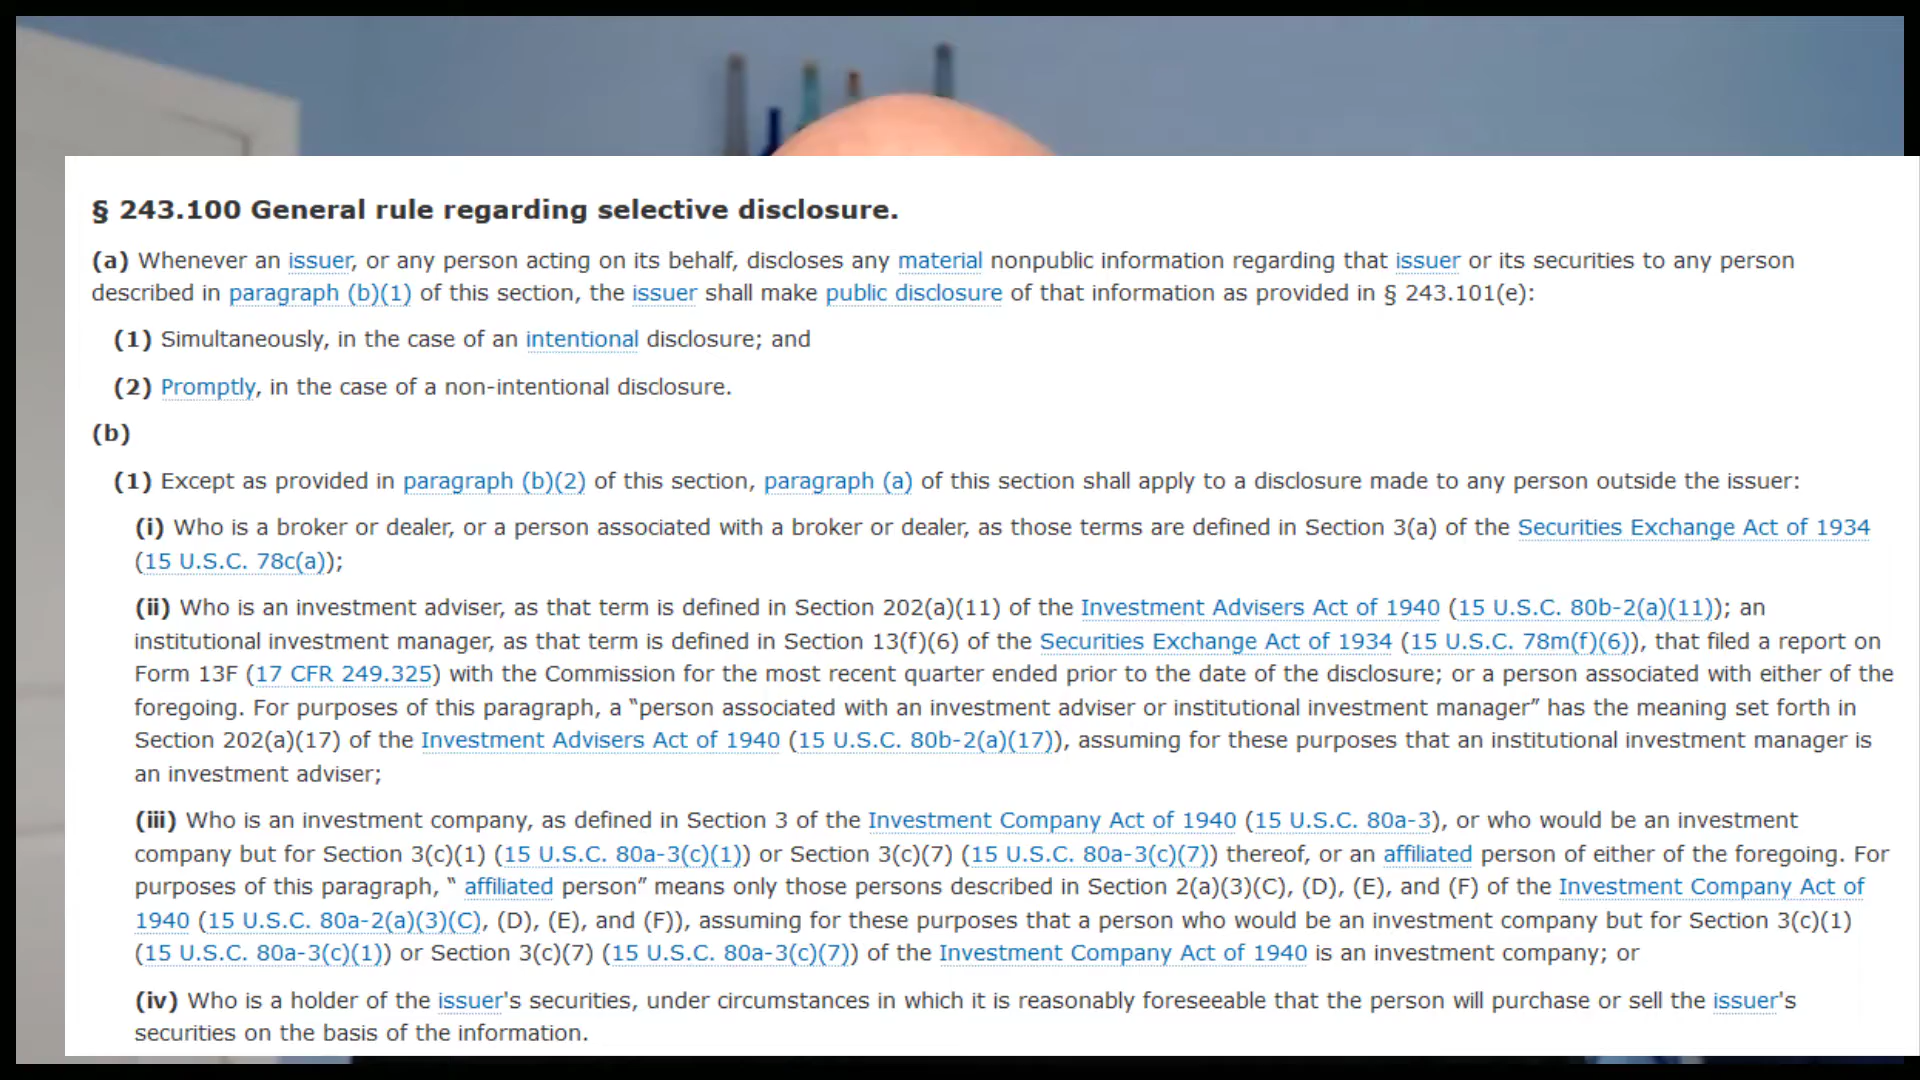 § 243.100 General rule regarding selective disclosure.
(a) Whenever an issuer, or any person acting on its behalf, discloses any material nonpublic information regarding that issuer or its securities to any person
described in paragraph (b)(1) of this section, the issuer shall make public disclosure of that information as provided in § 243.101(e):
(1) Simultaneously, in the case of an intentional disclosure; and
(2) Promptly, in the case of a non-intentional disclosure.
(b)
(1) Except as provided in paragraph (b)(2) of this section, paragraph (a) of this section shall apply to a disclosure made to any person outside the issuer:
(i) Who is a broker or dealer, or a person associated with a broker or dealer, as those terms are defined in Section 3(a) of the Securities Exchange Act of 1934
(15 U.S.C. 78c(a));
(ii) Who is an investment adviser, as that term is defined in Section 202(a)(11) of the Investment Advisers Act of 1940 (15 U.S.C. 80b-2(a)(11)); an
institutional investment manager, as that term is defined in Section 13(f)(6) of the Securities Exchange Act of 1934 (15 U.S.C. 78m(f)(6)), that filed a report on
Form 13F (17 CFR 249.325) with the Commission for the most recent quarter ended prior to the date of the disclosure; or a person associated with either of the
foregoing. For purposes of this paragraph, a “person associated with an investment adviser or institutional investment manager” has the meaning set forth in
Section 202(a)(17) of the Investment Advisers Act of 1940 (15 U.S.C. 80b-2(a)(17)), assuming for these purposes that an institutional investment manager is
an investment adviser;
(iii) Who is an investment company, as defined in Section 3 of the Investment Company Act of 1940 (15 U.S.C. 80a-3), or who would be an investment
company but for Section 3(c)(1) (15 U.S.C. 80a-3(c)(1)) or Section 3(c)(7) (15 U.S.C. 80a-3(c)(7)) thereof, or an affiliated person of either of the foregoing. For
purposes of this paragraph, “ affiliated person” means only those persons described in Section 2(a)(3)(C), (D), (E), and (F) of the Investment Company Act of
1940 (15 U.S.C. 80a-2(a)(3)(C), (D), (E), and (F)), assuming for these purposes that a person who would be an investment company but for Section 3(c)(1)
(15 U.S.C. 80a-3(c)(1)) or Section 3(c)(7) (15 U.S.C. 80a-3(c)(7)) of the Investment Company Act of 1940 is an investment company; or
(iv) Who is a holder of the issuer's securities, under circumstances in which it is reasonably foreseeable that the person will purchase or sell the issuer's
securities on the basis of the information.